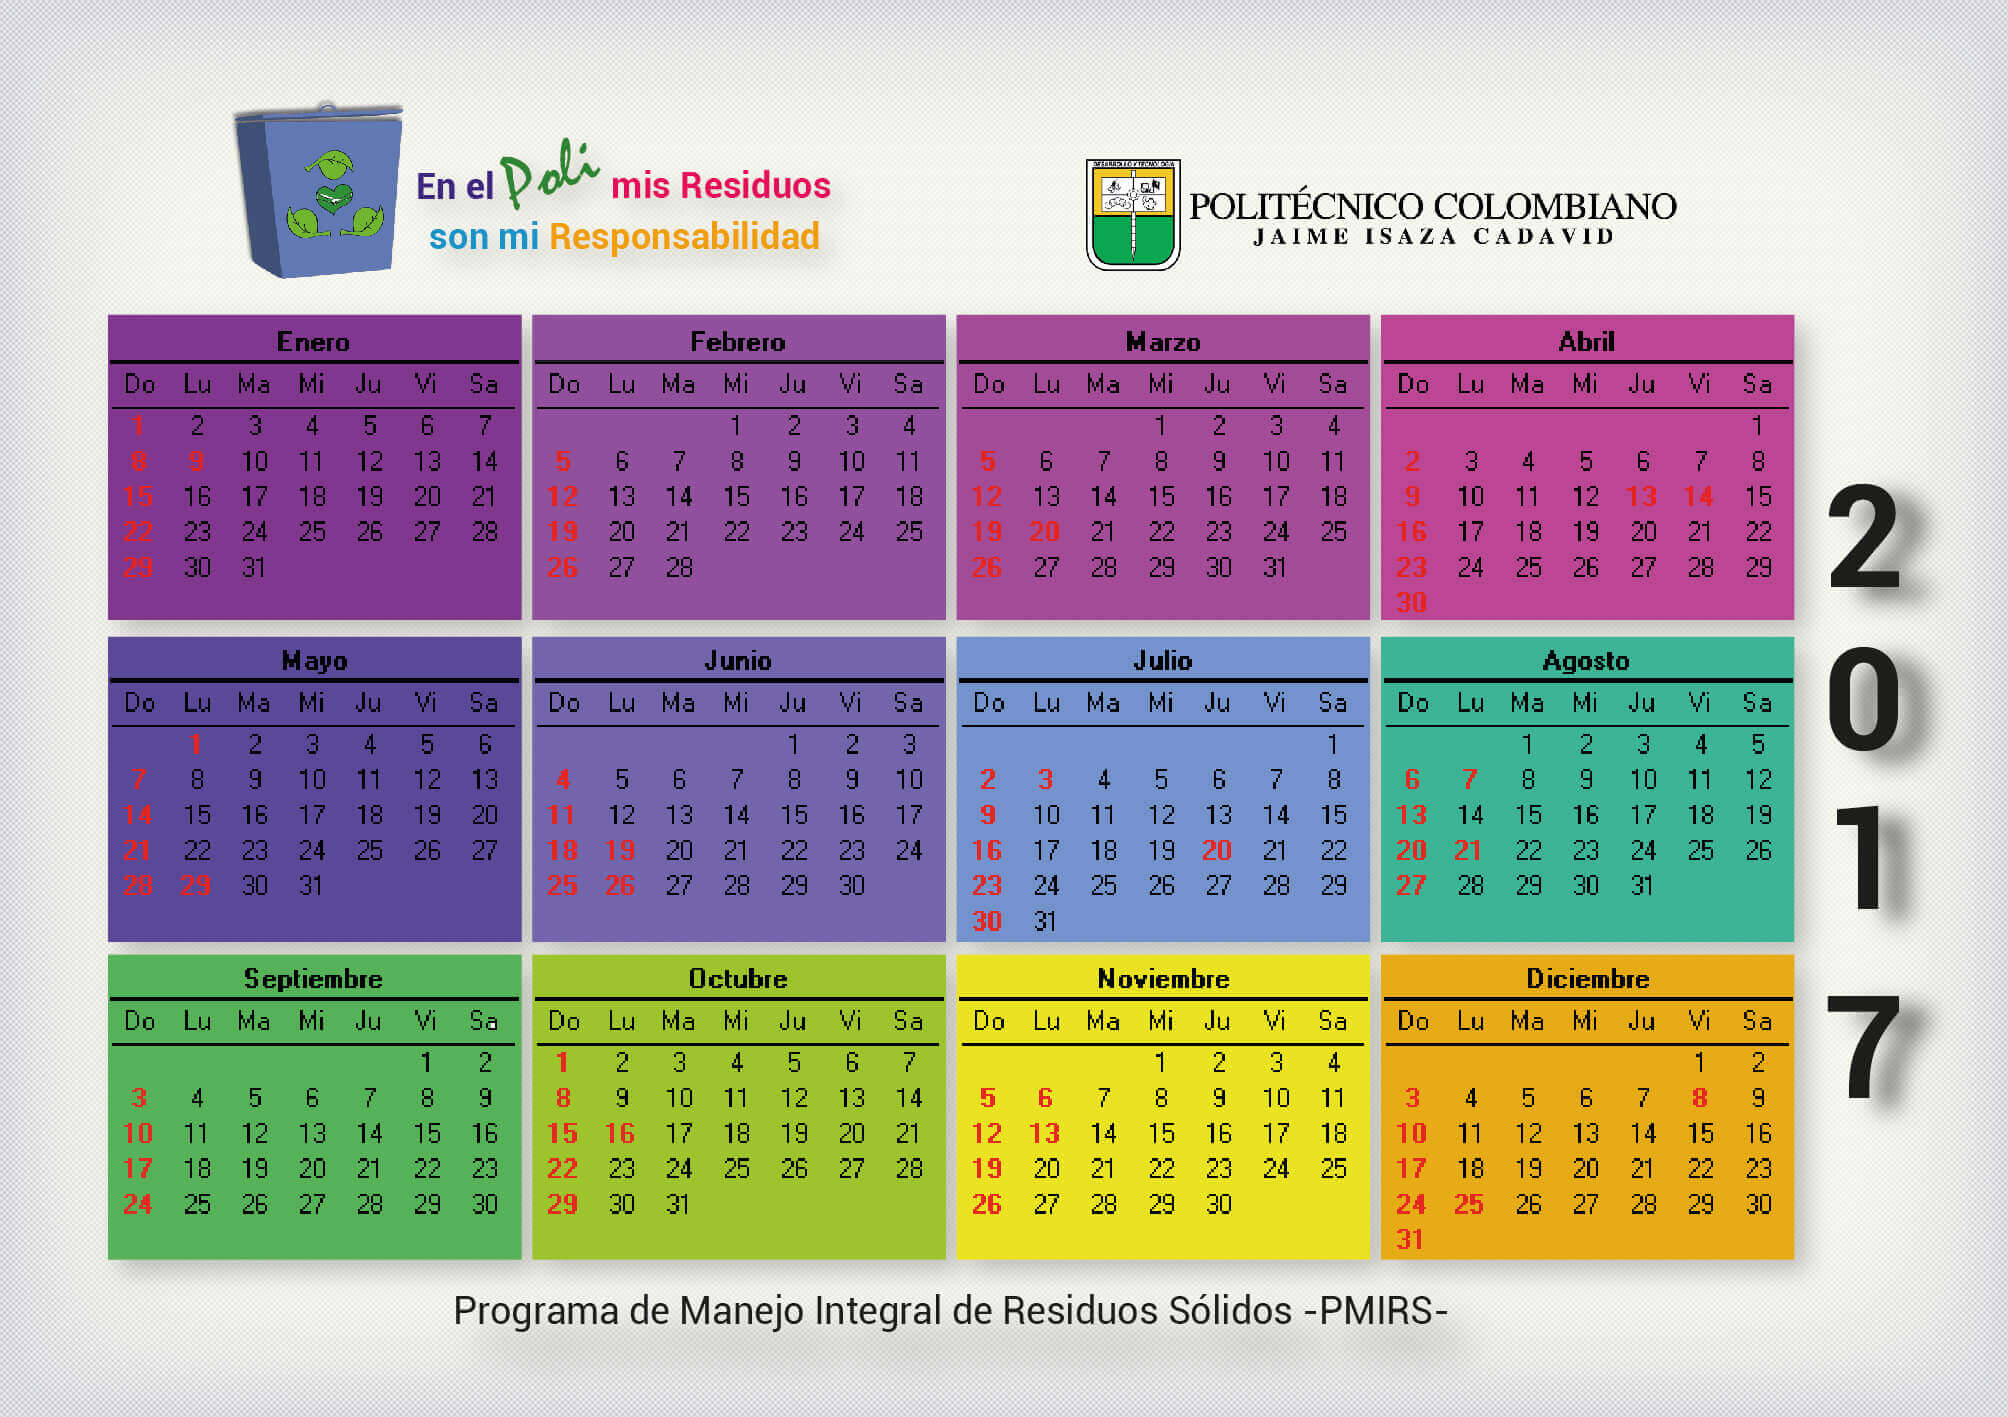 En el Poli mis Residuos
son mi Responsabilidad
DESARROLLO Y TECNOLOGIA
POLITÉCNICO COLOMBIANO
JAIME ISAZA CADAVID
2017
Enero
Do Lu Ma Mi Ju Vi Sa
1 2 3 4 5 6 7
8 9 10 11 12 13 14
15 16 17 18 19 20 21
22 23 24 25 26 27 28
29 30 31
Febrero
Do Lu Ma Mi Ju Vi Sa
1 2 3 4
5 6 7 8 9 10 11
12 13 14 15 16 17 18
19 20 21 22 23 24 25
26 27 28
Marzo
Do Lu Ma Mi Ju Vi Sa
1 2 3 4
5 6 7 8 9 10 11
12 13 14 15 16 17 18
19 20 21 22 23 24 25
26 27 28 29 30 31
Abril
Do Lu Ma Mi Ju Vi Sa
1
2 3 4 5 6 7 8
9 10 11 12 13 14 15
16 17 18 19 20 21 22
23 24 25 26 27 28 29
30
Mayo
Do Lu Ma Mi Ju Vi Sa
1 2 3 4 5 6
7 8 9 10 11 12 13
14 15 16 17 18 19 20
21 22 23 24 25 26 27
28 29 30 31
Junio
Do Lu Ma Mi Ju Vi Sa
1 2 3
4 5 6 7 8 9 10
11 12 13 14 15 16 17
18 19 20 21 22 23 24
25 26 27 28 29 30
Julio
Do Lu Ma Mi Ju Vi Sa
1
2 3 4 5 6 7 8
9 10 11 12 13 14 15
16 17 18 19 20 21 22
23 24 25 26 27 28 29
30 31
Agosto
Do Lu Ma Mi Ju Vi Sa
1 2 3 4 5
6 7 8 9 10 11 12
13 14 15 16 17 18 19
20 21 22 23 24 25 26
27 28 29 30 31
Septiembre
Do Lu Ma Mi Ju Vi Sa
1 2
3 4 5 6 7 8 9
10 11 12 13 14 15 16
17 18 19 20 21 22 23
24 25 26 27 28 29 30
Octubre
Do Lu Ma Mi Ju Vi Sa
1 2 3 4 5 6 7
8 9 10 11 12 13 14
15 16 17 18 19 20 21
22 23 24 25 26 27 28
29 30 31
Noviembre
Do Lu Ma Mi Ju Vi Sa
1 2 3 4
5 6 7 8 9 10 11
12 13 14 15 16 17 18
19 20 21 22 23 24 25
26 27 28 29 30
Diciembre
Do Lu Ma Mi Ju Vi Sa
1 2
3 4 5 6 7 8 9
10 11 12 13 14 15 16
17 18 19 20 21 22 23
24 25 26 27 28 29 30
31
Programa de Manejo Integral de Residuos Sólidos -PMIRS-